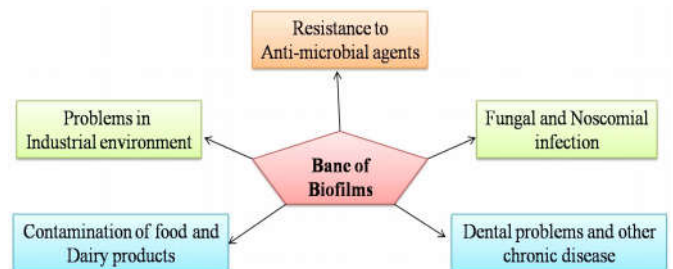 Resistance to
Anti-microbial agents
Problems in
Industrial environment
Fungal and Noscomial
infection
Bane of
Biofilms
Contamination of food and
Dairy products
Dental problems and other
chronic disease